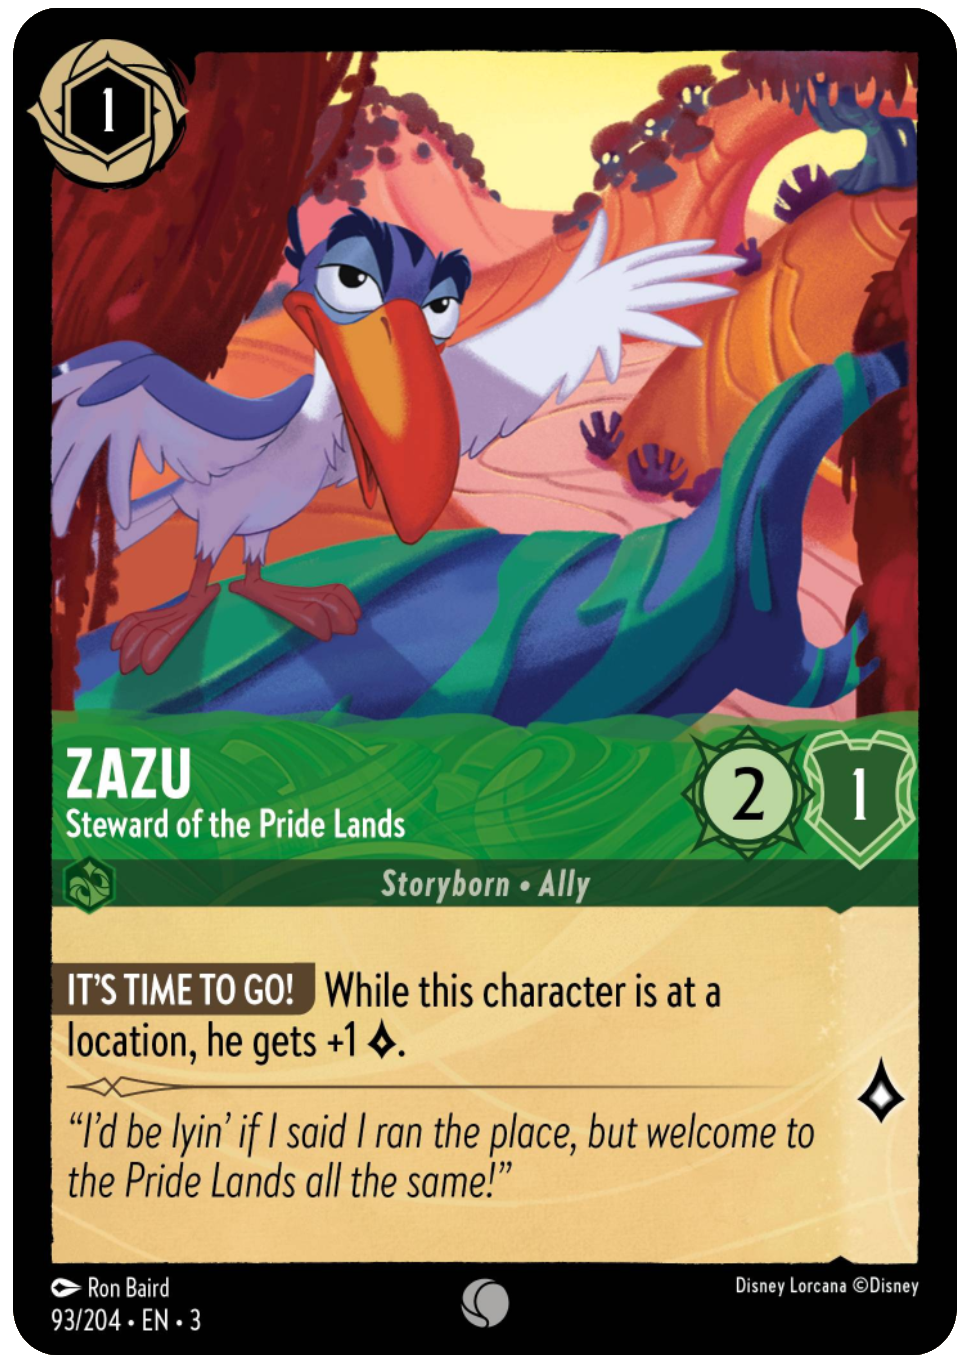 1
ZAZU
Steward of the Pride Lands
2
1
Storyborn • Ally
IT'S TIME TO GO! While this character is at a
location, he gets +1 .
“I'd be lyin' if I said I ran the place, but welcome to
the Pride Lands all the same!”
Ron Baird
93/204 • EN • 3
Disney Lorcana ©Disney